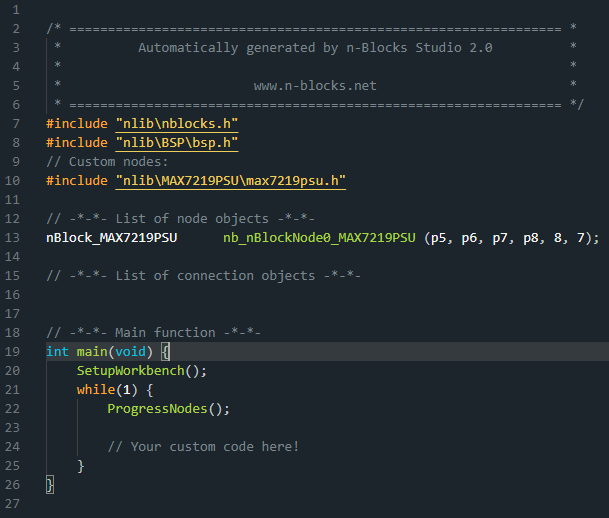 1
2 /* ================================================================ *
3  *          Automatically generated by n-Blocks Studio 2.0          *
4  *                                                                  *
5  *                         www.n-blocks.net                         *
6  * ================================================================ */
7 #include "nlib\nblocks.h"
8 #include "nlib\BSP\bsp.h"
9 // Custom nodes:
10 #include "nlib\MAX7219PSU\max7219psu.h"
11
12 // -*-*- List of node objects -*-*-
13 nBlock_MAX7219PSU      nb_nBlockNode0_MAX7219PSU (p5, p6, p7, p8, 8, 7);
14
15 // -*-*- List of connection objects -*-*-
16
17
18 // -*-*- Main function -*-*-
19 int main(void) {
20     SetupWorkbench();
21     while(1) {
22         ProgressNodes();
23
24         // Your custom code here!
25     }
26 }
27